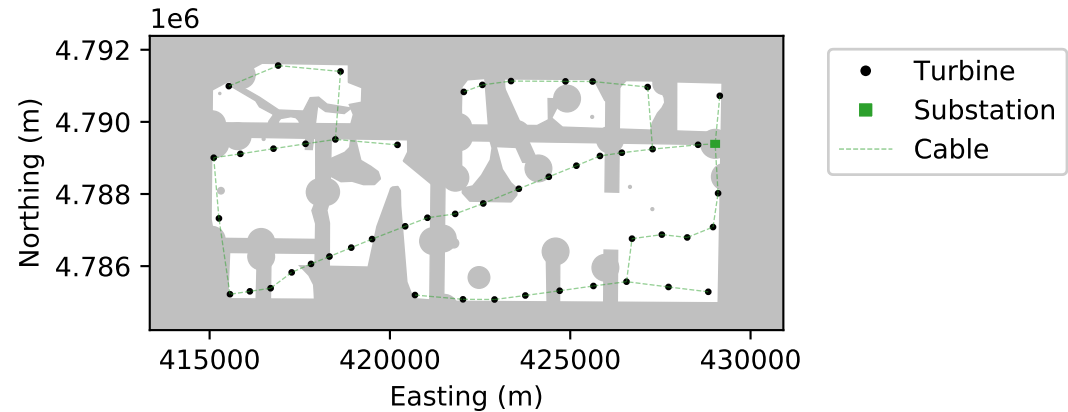 1e6
4.792
4.790
4.788
4.786
Northing (m)
415000 420000 425000 430000
Easting (m)
Turbine
Substation
Cable